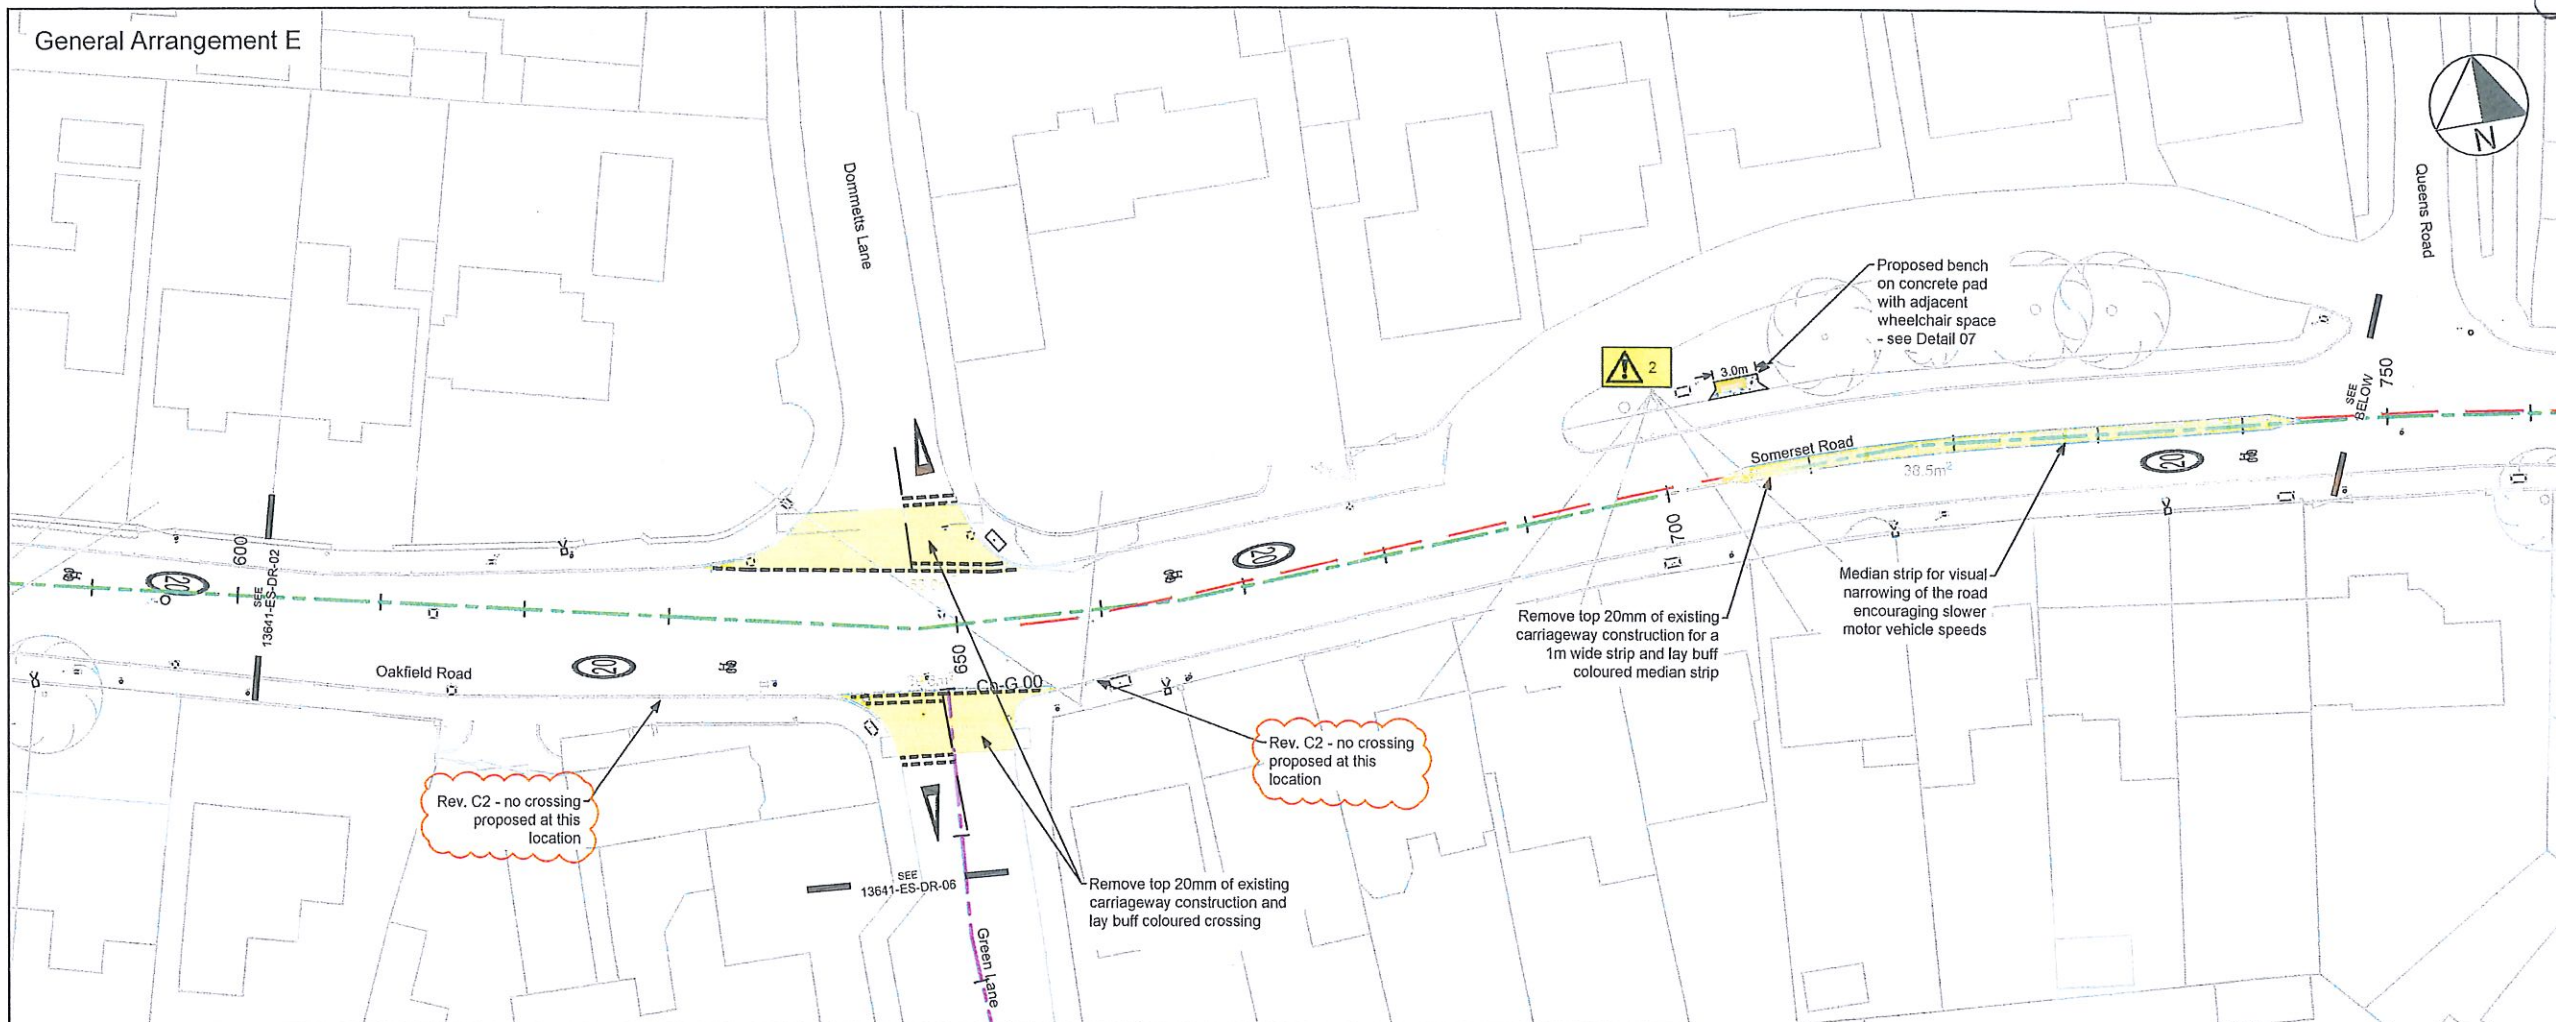 General Arrangement E
N
Dommetts Lane
Queens Road
Proposed bench
on concrete pad
with adjacent
wheelchair space
- see Detail 07
2
3.0m
750
SEE
BELOW
Somerset Road
38.5m²
20
700
20
600
SEE
13641-ES-DR-02
20
Median strip for visual
narrowing of the road
encouraging slower
motor vehicle speeds
Remove top 20mm of existing
carriageway construction for a
1m wide strip and lay buff
coloured median strip
Oakfield Road
20
650
Ch-G 00
Rev. C2 - no crossing
proposed at this
location
Rev. C2 - no crossing
proposed at this
location
SEE
13641-ES-DR-06
Remove top 20mm of existing
carriageway construction and
lay buff coloured crossing
Green Lane